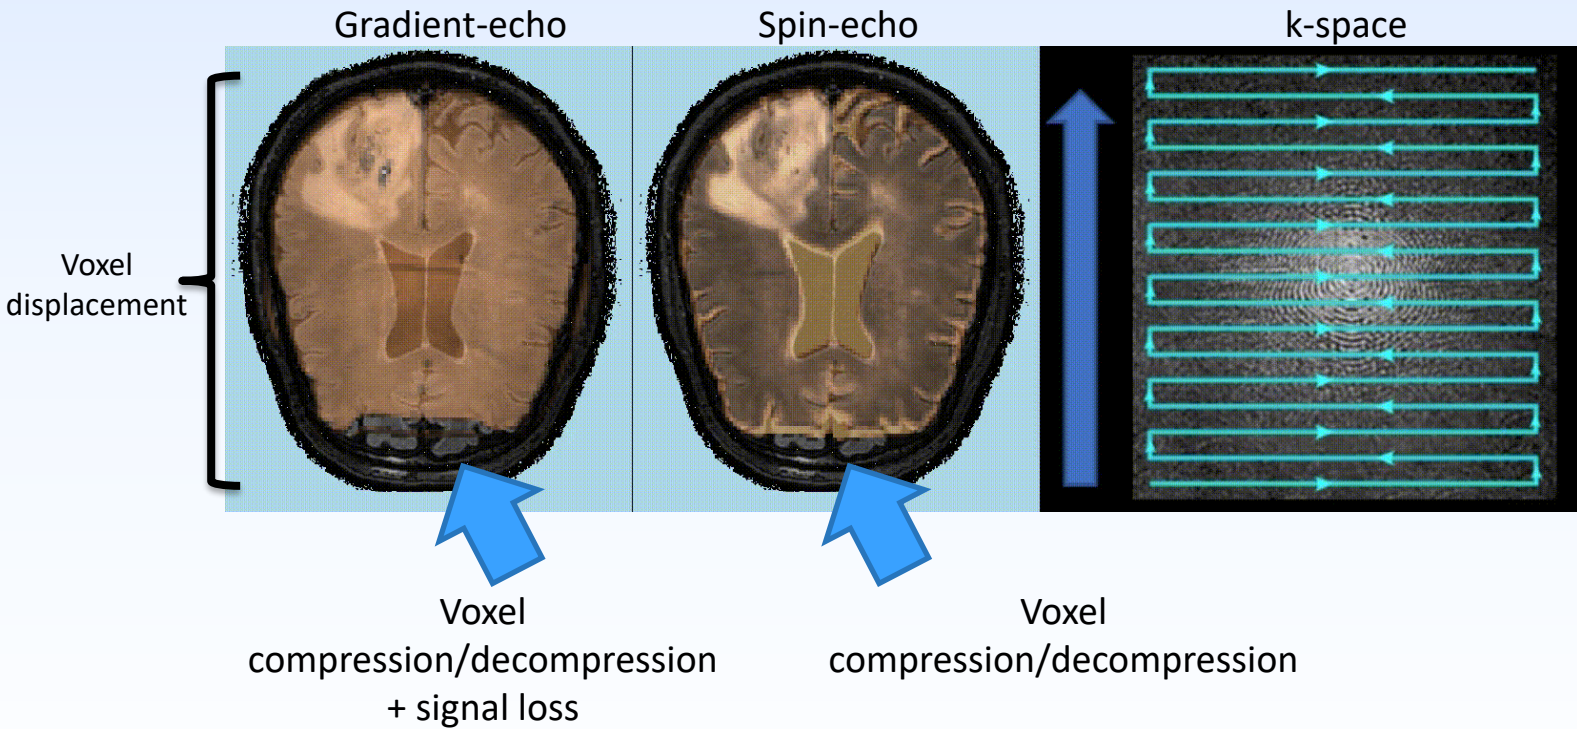 Gradient-echo
Spin-echo
k-space
Voxel
displacement
Voxel
compression/decompression
+ signal loss
Voxel
compression/decompression